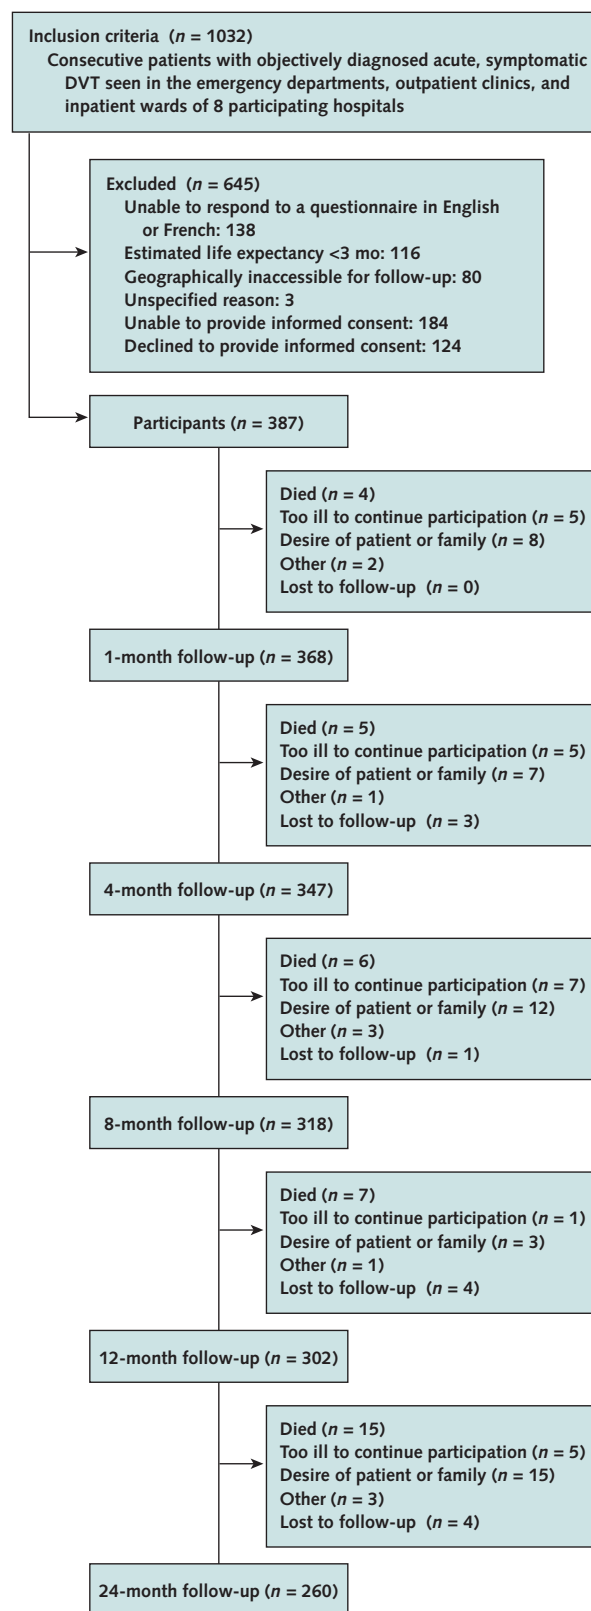 Inclusion criteria (n = 1032)
Consecutive patients with objectively diagnosed acute, symptomatic
DVT seen in the emergency departments, outpatient clinics, and
inpatient wards of 8 participating hospitals
Excluded (n = 645)
Unable to respond to a questionnaire in English
or French: 138
Estimated life expectancy <3 mo: 116
Geographically inaccessible for follow-up: 80
Unspecified reason: 3
Unable to provide informed consent: 184
Declined to provide informed consent: 124
Participants (n = 387)
Died (n = 4)
Too ill to continue participation (n = 5)
Desire of patient or family (n = 8)
Other (n = 2)
Lost to follow-up (n = 0)
1-month follow-up (n = 368)
Died (n = 5)
Too ill to continue participation (n = 5)
Desire of patient or family (n = 7)
Other (n = 1)
Lost to follow-up (n = 3)
4-month follow-up (n = 347)
Died (n = 6)
Too ill to continue participation (n = 7)
Desire of patient or family (n = 12)
Other (n = 3)
Lost to follow-up (n = 1)
8-month follow-up (n = 318)
Died (n = 7)
Too ill to continue participation (n = 1)
Desire of patient or family (n = 3)
Other (n = 1)
Lost to follow-up (n = 4)
12-month follow-up (n = 302)
Died (n = 15)
Too ill to continue participation (n = 5)
Desire of patient or family (n = 15)
Other (n = 3)
Lost to follow-up (n = 4)
24-month follow-up (n = 260)